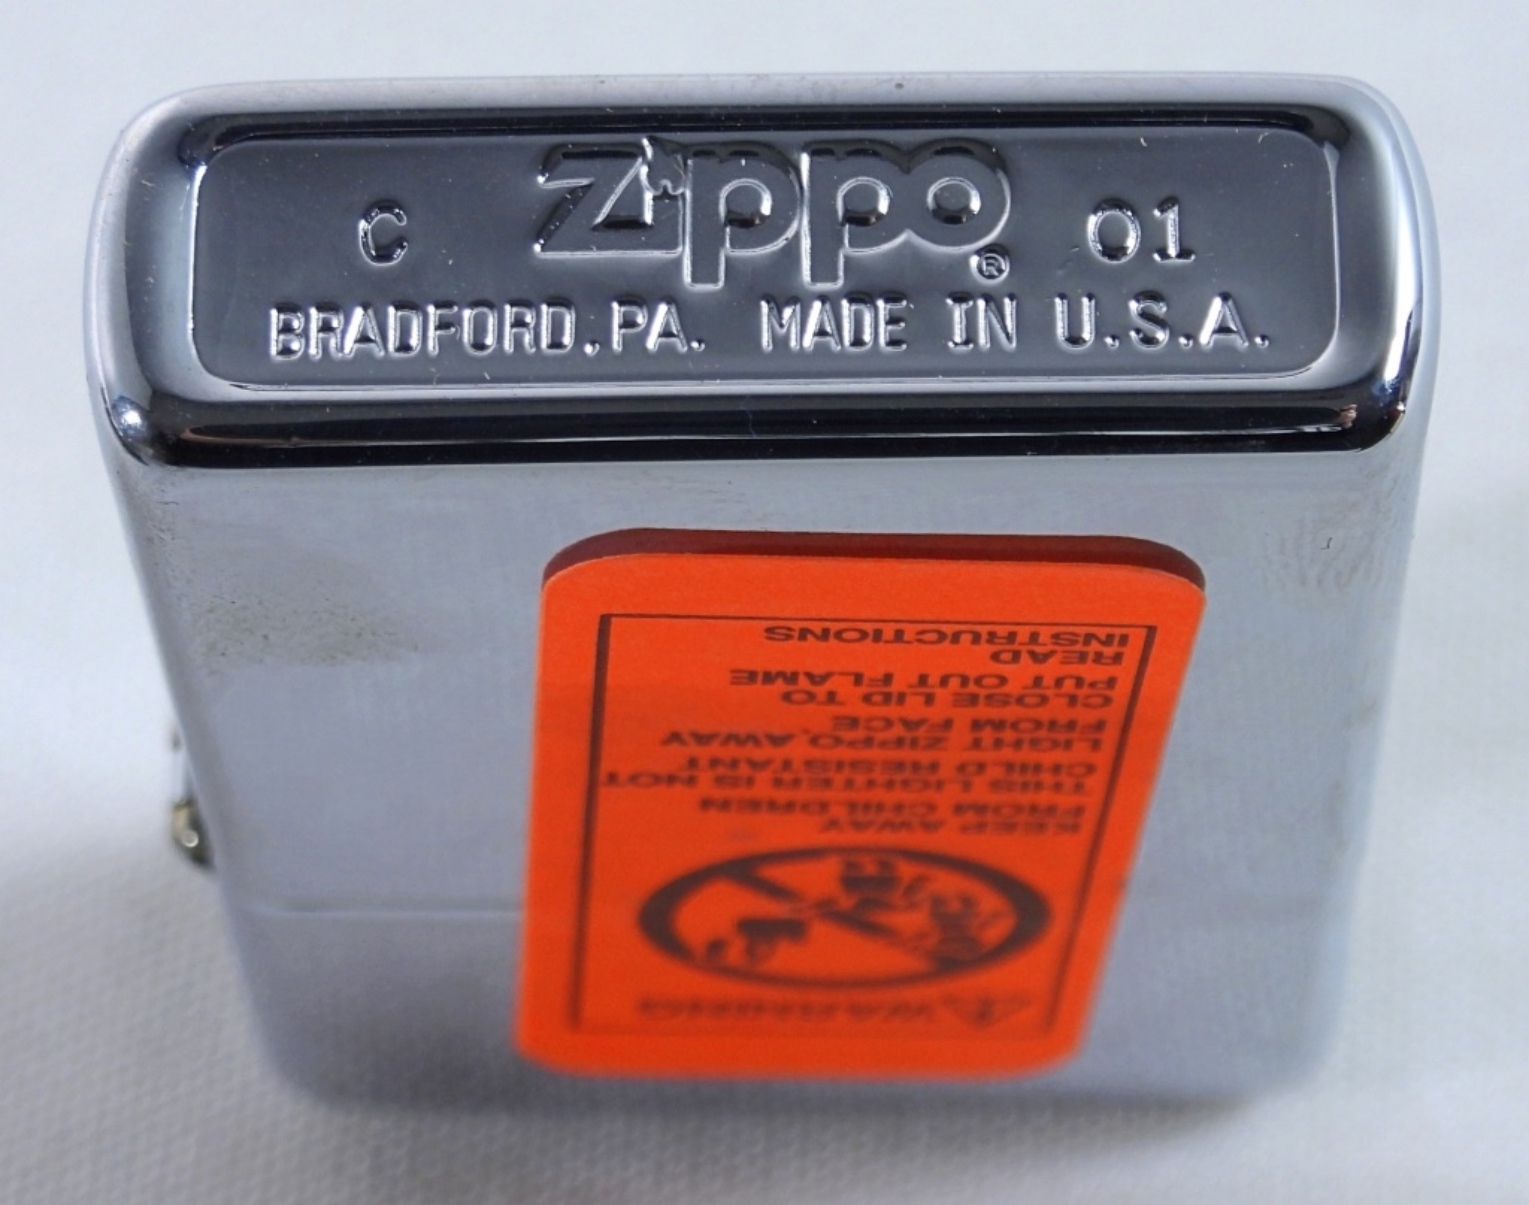 C Zippo® 01
BRADFORD, PA. MADE IN U.S.A.
WARNING
KEEP AWAY
FROM CHILDREN
THIS LIGHTER IS NOT
CHILD RESISTANT
LIGHT ZIPPO, AWAY
FROM FACE
CLOSE LID TO
PUT OUT FLAME
READ
INSTRUCTIONS